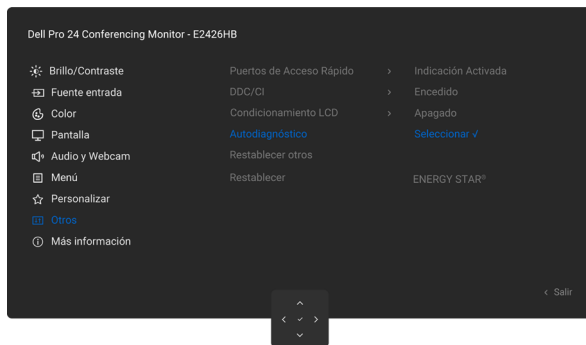 Dell Pro 24 Conferencing Monitor - E2426HB
Brillo/Contraste
Puertos de Acceso Rápido > Indicación Activada
Fuente entrada
DDC/CI > Encedido
Color
Condicionamiento LCD > Apagado
Pantalla
Autodiagnóstico Seleccionar √
Audio y Webcam
Restablecer otros
Menú
Restablecer ENERGY STAR®
Personalizar
Otros
Más información
< Salir